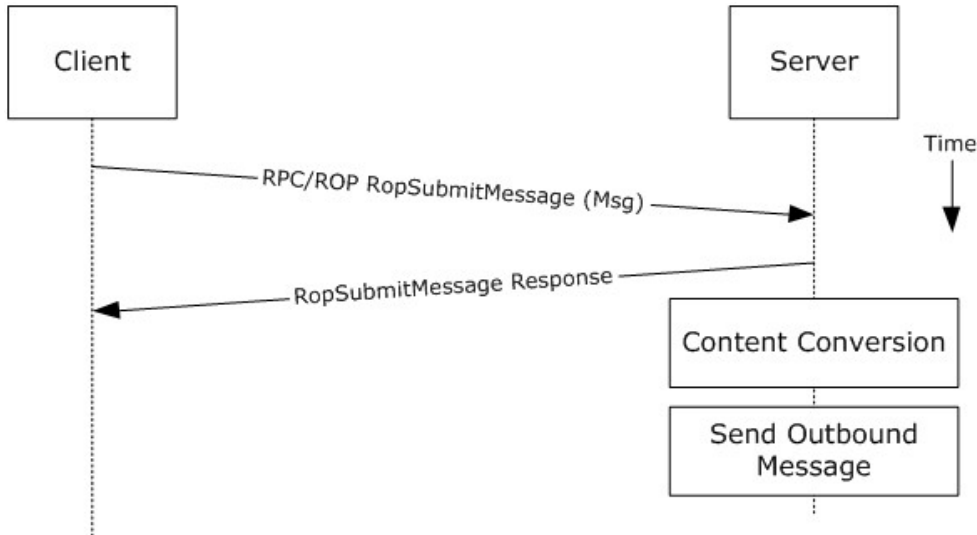 Client
Server
Time
RPC/ROP RopSubmitMessage (Msg)
RopSubmitMessage Response
Content Conversion
Send Outbound
Message